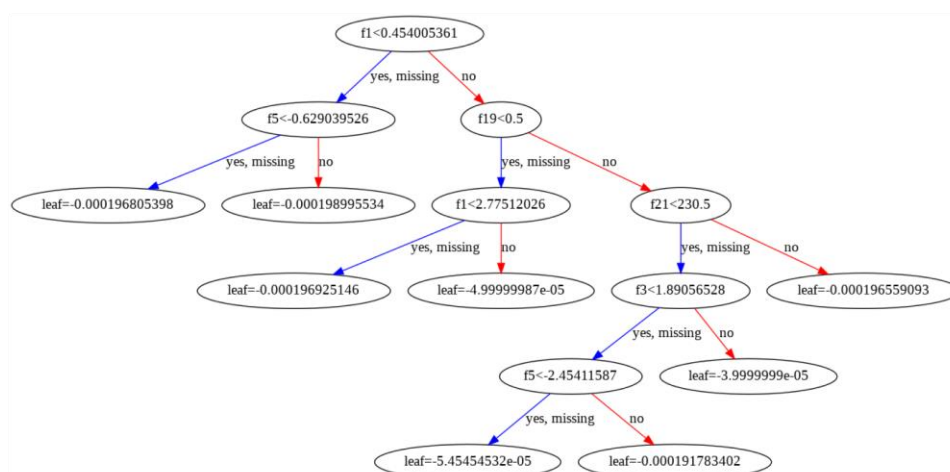 f1<0.454005361
yes, missing
no
f5<-0.629039526
f19<0.5
yes, missing
no
yes, missing
no
leaf=-0.000196805398
leaf=-0.000198995534
f1<2.77512026
f21<230.5
yes, missing
no
yes, missing
no
leaf=-0.000196925146
leaf=-4.99999987e-05
f3<1.89056528
leaf=-0.000196559093
yes, missing
no
f5<-2.45411587
leaf=-3.9999999e-05
yes, missing
no
leaf=-5.45454532e-05
leaf=-0.000191783402